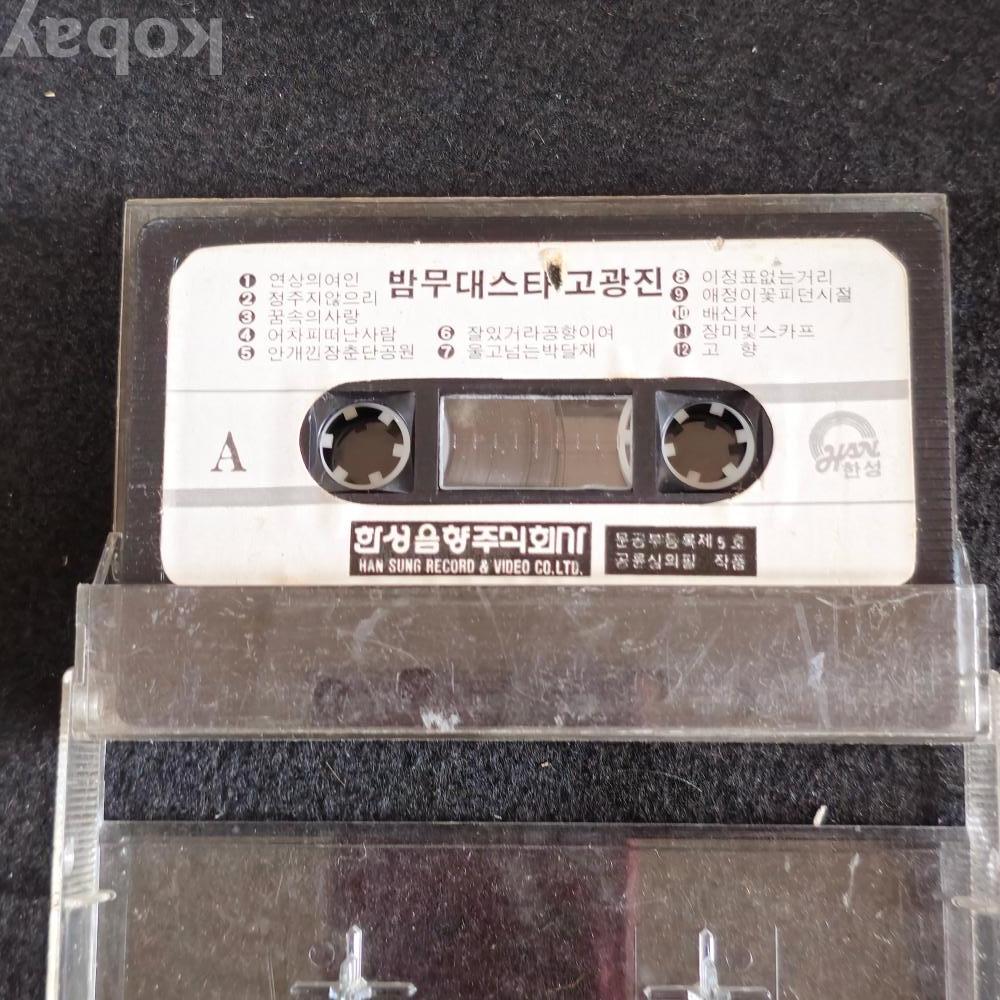 kobay
밤무대스타 고광진
❶ 연상의여인
❷ 정주지않으리
❸ 꿈속의사랑
❹ 어차피떠난사람
❺ 안개낀장춘단공원
❻ 잘있거라공항이여
❼ 울고넘는박달재
❽ 이정표없는거리
❾ 애정이꽃피던시절
❿ 배신자
⓫ 장미빛스카프
⓬ 고 향
A
HAN
한성
한성음향주식회사
HAN SUNG RECORD & VIDEO CO.LTD.
문공부등록제5호
공륜심의필 작품